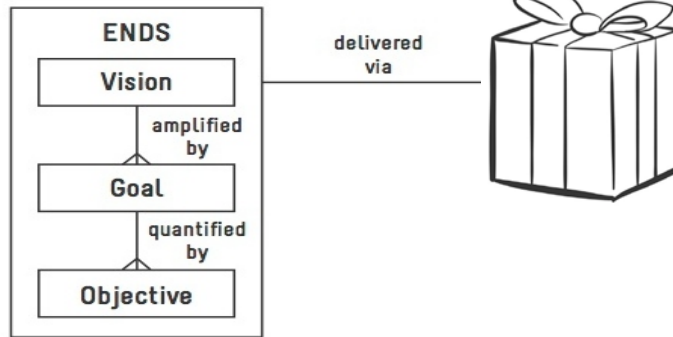 ENDS
Vision
amplified
by
Goal
quantified
by
Objective
delivered
via